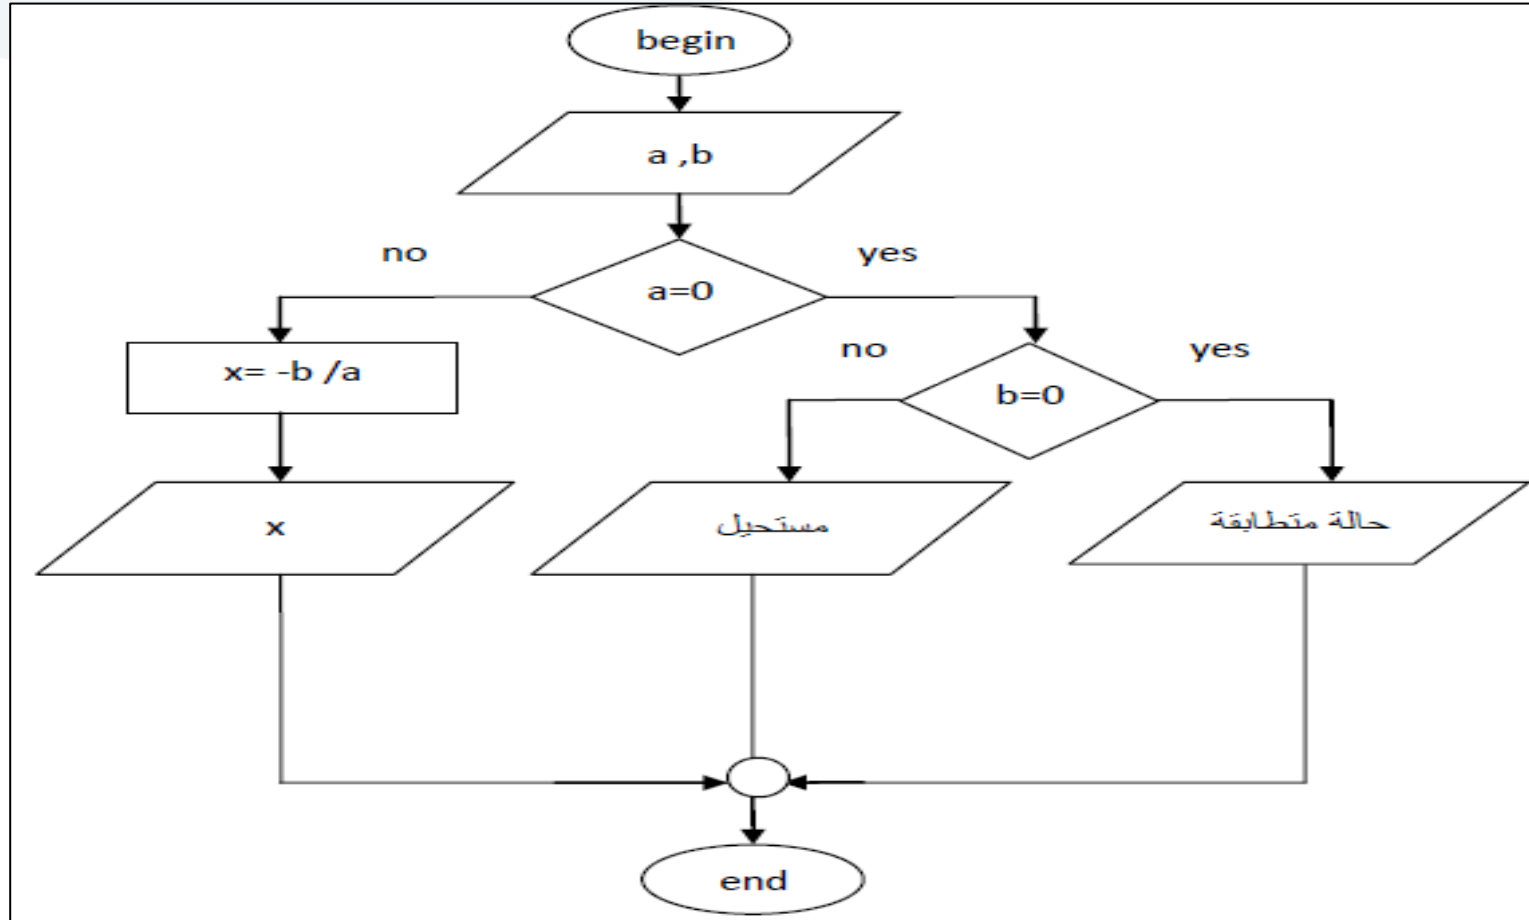 begin
a ,b
no
yes
a=0
no
yes
x= -b /a
b=0
x
مستحيل
حالة متطابقة
end